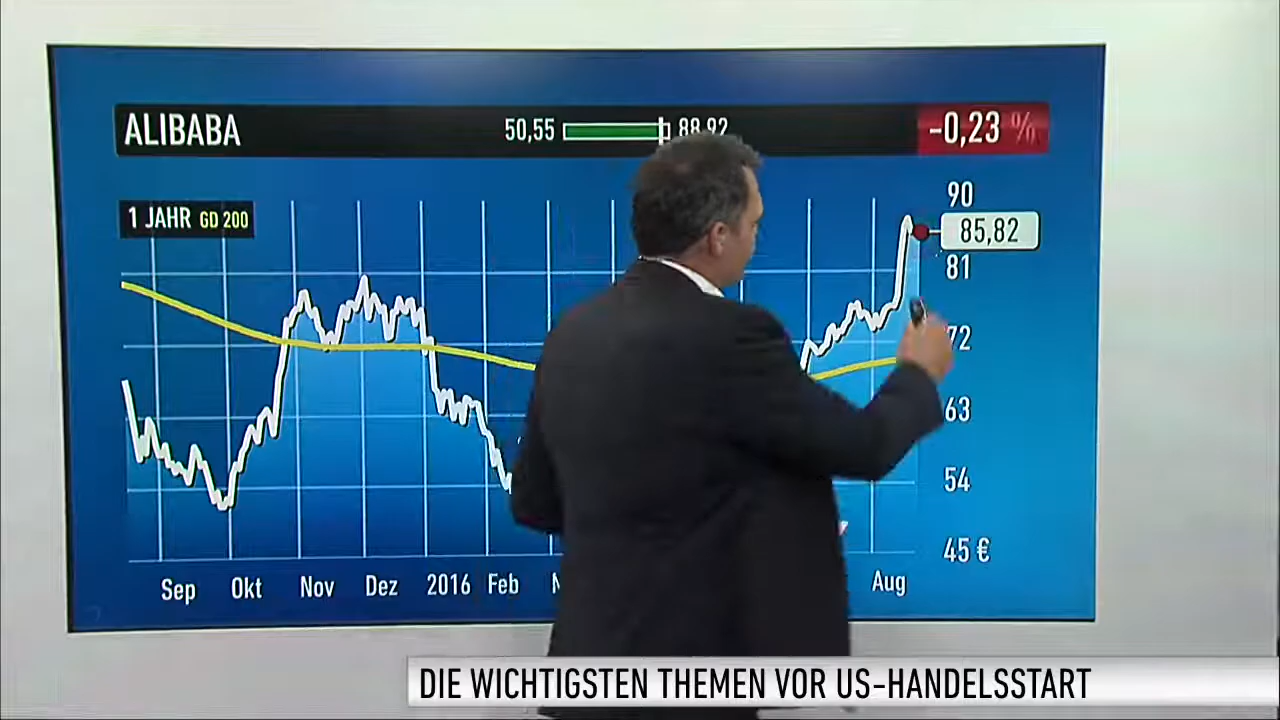 ALIBABA 50,55 88,92 -0,23 %
1 JAHR GD 200
90
85,82
81
72
63
54
45 €
Sep Okt Nov Dez 2016 Feb Aug
DIE WICHTIGSTEN THEMEN VOR US-HANDELSSTART